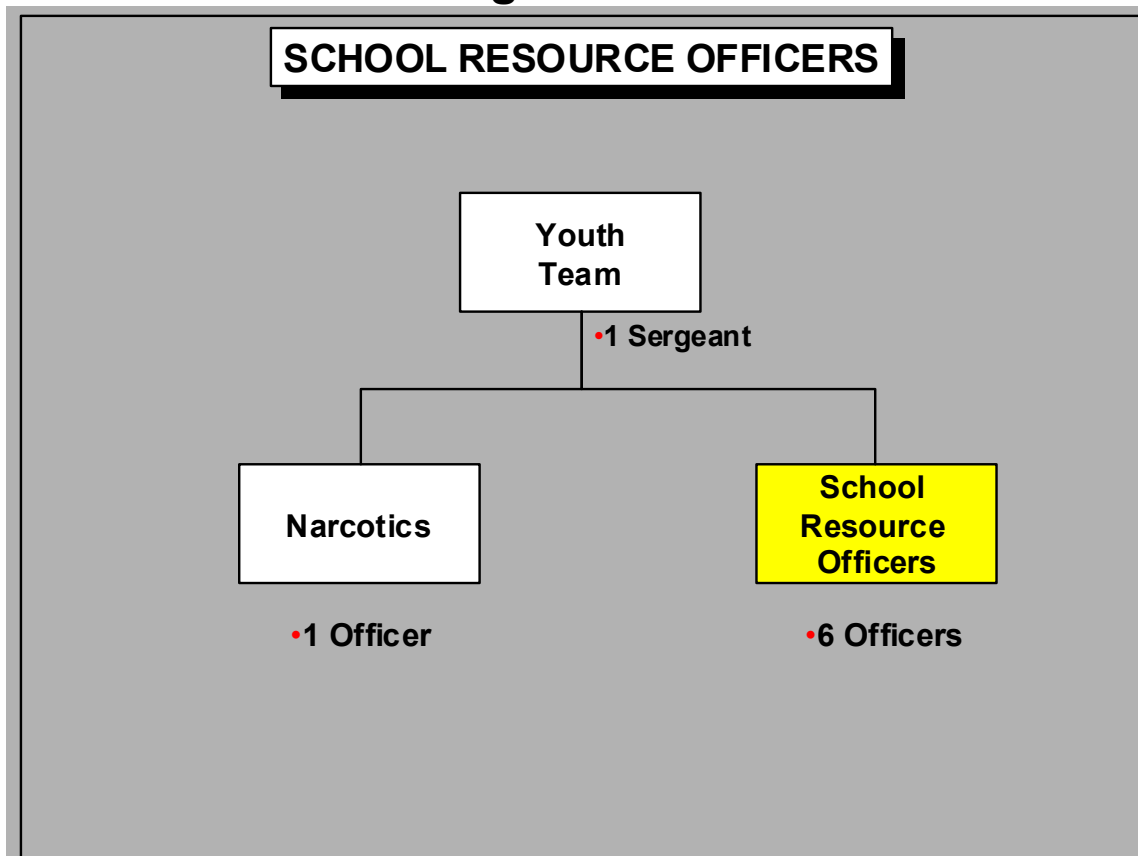 SCHOOL RESOURCE OFFICERS
Youth
Team
•1 Sergeant
Narcotics
School
Resource
Officers
•1 Officer
•6 Officers